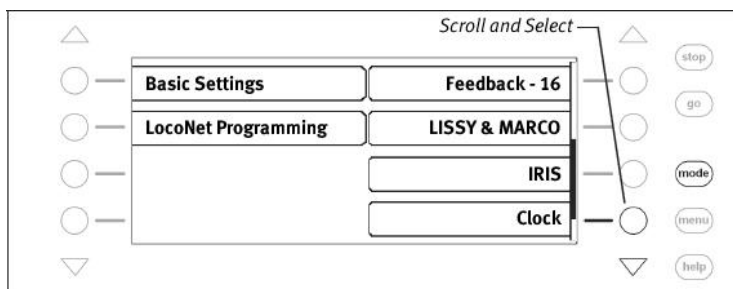 Scroll and Select
stop
Basic Settings
Feedback - 16
go
LocoNet Programming
LISSY & MARCO
IRIS
mode
Clock
menu
help